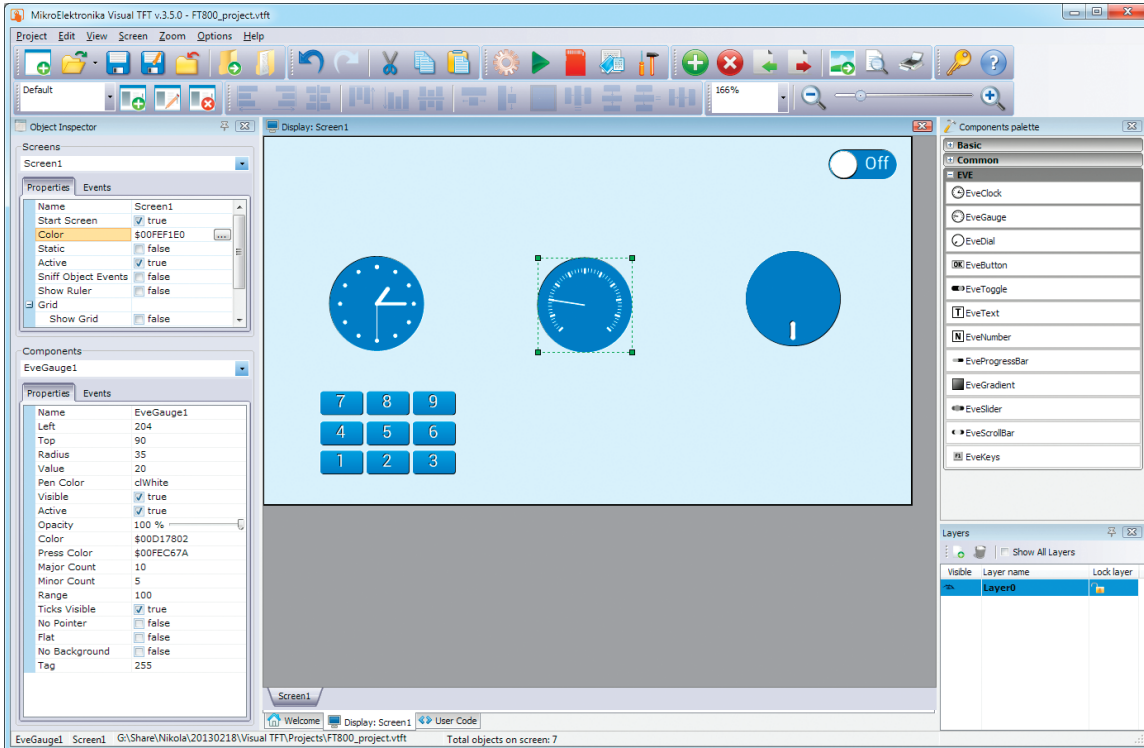 MikroElektronika Visual TFT v.3.5.0 - FT800_project.vtft
Project Edit View Screen Zoom Options Help
Default
166%
Object Inspector
Screens
Screen1
Properties Events
Name Screen1
Start Screen true
Color $00FEF1E0 ...
Static false
Active true
Sniff Object Events false
Show Ruler false
Grid
Show Grid false
Components
EveGauge1
Properties Events
Name EveGauge1
Left 204
Top 90
Radius 35
Value 20
Pen Color clWhite
Visible true
Active true
Opacity 100 %
Color $00D17802
Press Color $00FEC67A
Major Count 10
Minor Count 5
Range 100
Ticks Visible true
No Pointer false
Flat false
No Background false
Tag 255
Display: Screen1
Off
7 8 9
4 5 6
1 2 3
Screen1
Welcome Display: Screen1 User Code
Components palette
Basic
Common
EVE
EveClock
EveGauge
EveDial
OK EveButton
EveToggle
T EveText
N EveNumber
EveProgressBar
EveGradient
EveSlider
EveScrollBar
F1 EveKeys
Layers
Show All Layers
Visible Layer name Lock layer
Layer0
EveGauge1 Screen1 G:\Share\Nikola\20130218\Visual TFT\Projects\FT800_project.vtft Total objects on screen: 7